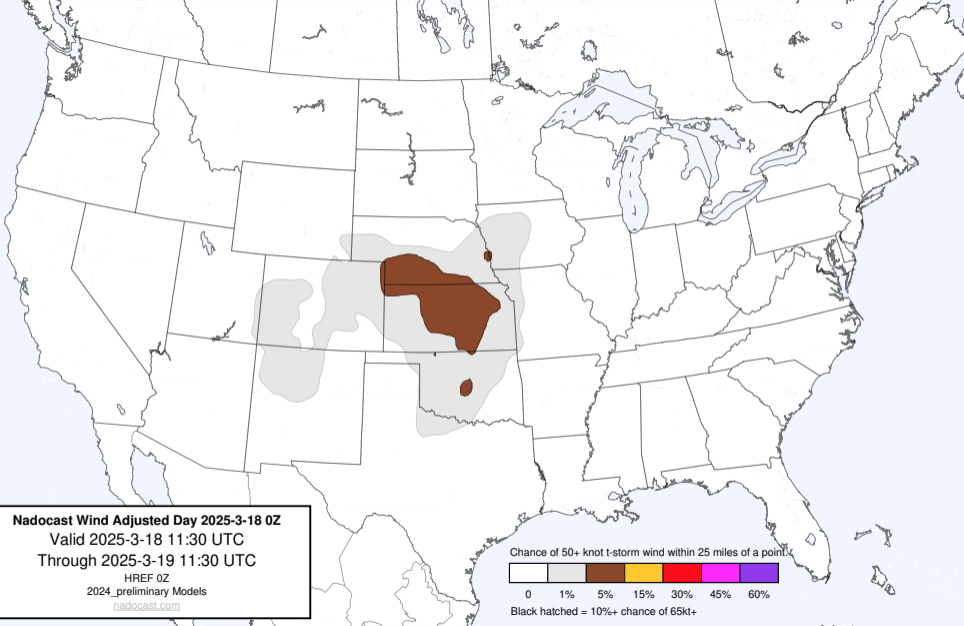 Nadocast Wind Adjusted Day 2025-3-18 0Z
Valid 2025-3-18 11:30 UTC
Through 2025-3-19 11:30 UTC
HREF 0Z
2024_preliminary Models
nadocast.com
Chance of 50+ knot t-storm wind within 25 miles of a point.
0 1% 5% 15% 30% 45% 60%
Black hatched = 10%+ chance of 65kt+